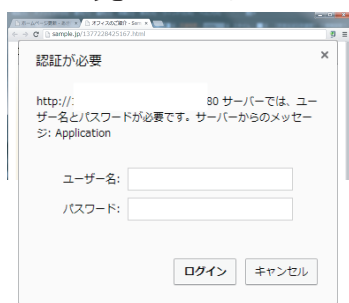 sample.jp/1377228425167.html
認証が必要
×
http://: 80 サーバーでは、ユー
ザー名とパスワードが必要です。サーバーからのメッセー
ジ: Application
ユーザー名:
パスワード:
ログイン キャンセル